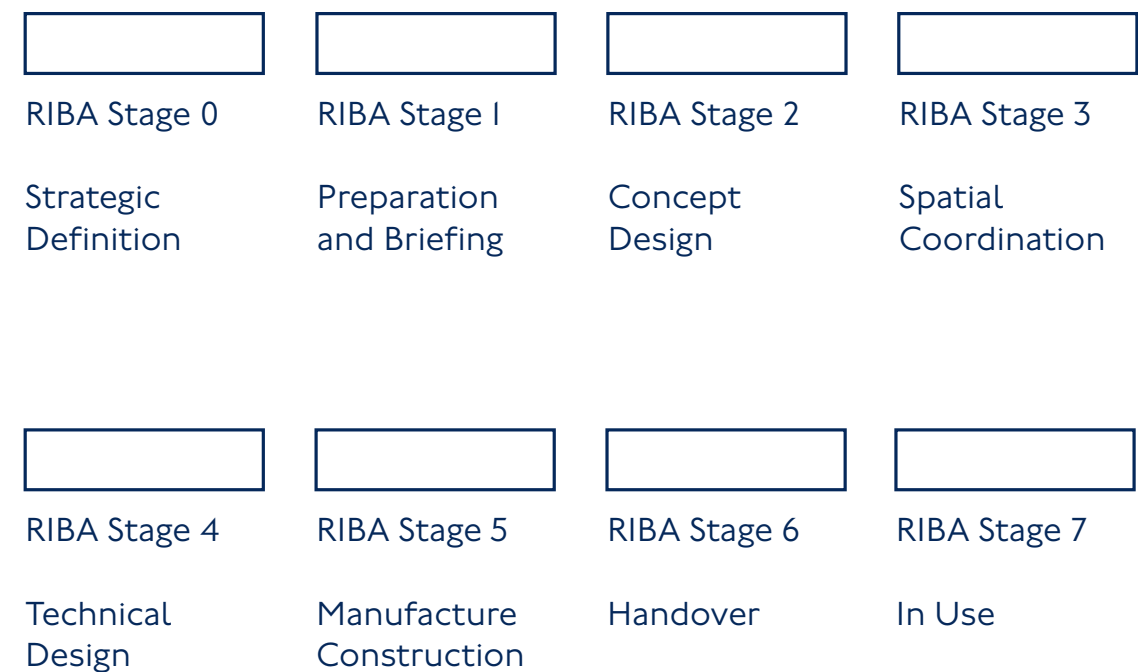 RIBA Stage 0
Strategic
Definition
RIBA Stage 1
Preparation
and Briefing
RIBA Stage 2
Concept
Design
RIBA Stage 3
Spatial
Coordination
RIBA Stage 4
Technical
Design
RIBA Stage 5
Manufacture
Construction
RIBA Stage 6
Handover
RIBA Stage 7
In Use